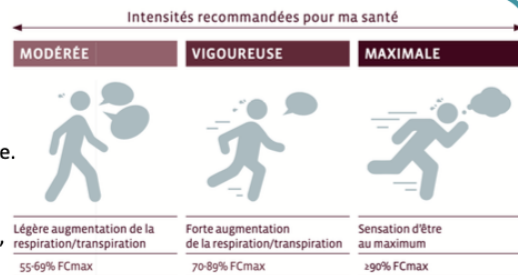 Intensités recommandées pour ma santé
MODÉRÉE
VIGOUREUSE
MAXIMALE
e.
Légère augmentation de la
, respiration/transpiration
Forte augmentation
de la respiration/transpiration
Sensation d'être
au maximum
55-69% FCmax
70-89% FCmax
≥90% FCmax